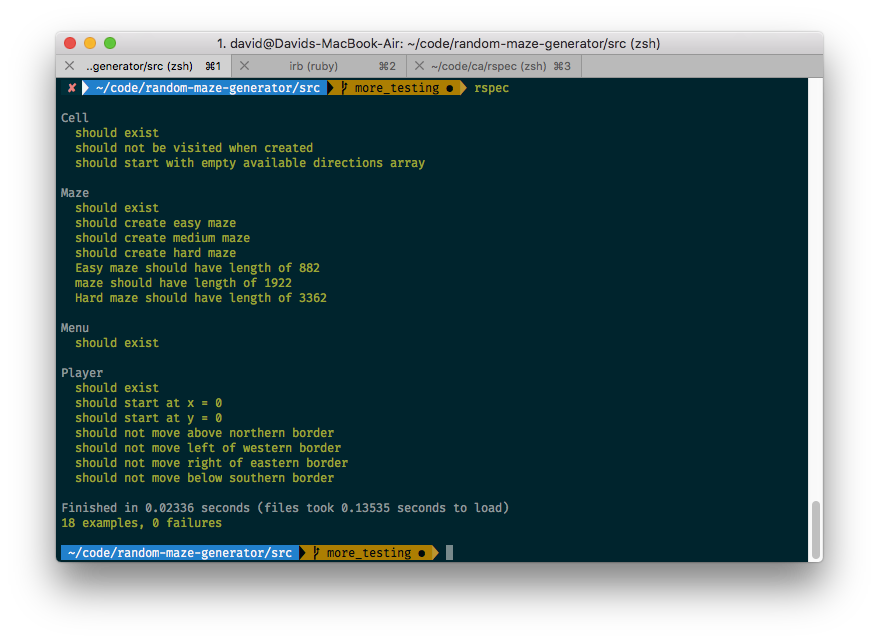 1. david@Davids-MacBook-Air: ~/code/random-maze-generator/src (zsh)
..generator/src (zsh) ⌘1 irb (ruby) ⌘2 ~/code/ca/rspec (zsh) ⌘3
✘ ~/code/random-maze-generator/src more_testing ● rspec
Cell
should exist
should not be visited when created
should start with empty available directions array
Maze
should exist
should create easy maze
should create medium maze
should create hard maze
Easy maze should have length of 882
maze should have length of 1922
Hard maze should have length of 3362
Menu
should exist
Player
should exist
should start at x = 0
should start at y = 0
should not move above northern border
should not move left of western border
should not move right of eastern border
should not move below southern border
Finished in 0.02336 seconds (files took 0.13535 seconds to load)
18 examples, 0 failures
~/code/random-maze-generator/src more_testing ●